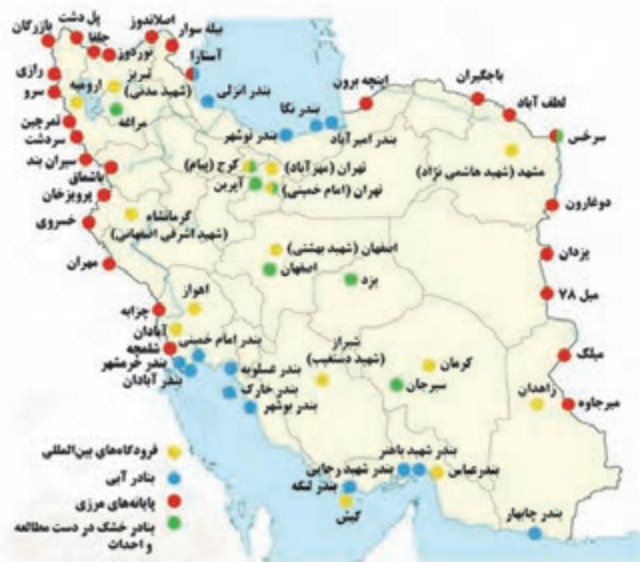 بازرگان
پل دشت
جلفا
نوردوز
اصلاندوز
بیله سوار
آستارا
رازی
سرو
ارومیه
تبریز
(شهید مدنی)
مراغه
بندر انزلی
تمرچین
سردشت
سیران بند
باشماق
پرویزخان
خسروی
مهران
کرمانشاه
(شهید اشرفی اصفهانی)
بندر نوشهر
بندر نکا
بندر امیرآباد
اینچه برون
باجگیران
لطف آباد
سرخس
مشهد (شهید هاشمی نژاد)
دوغارون
کرج (پیام)
آپرین
تهران (مهرآباد)
تهران (امام خمینی)
اصفهان (شهید بهشتی)
اصفهان
یزد
یزدان
میل ۷۸
میلک
میرجاوه
زاهدان
کرمان
سیرجان
شیراز
(شهید دستغیب)
اهواز
چزابه
آبادان
شلمچه
بندر خرمشهر
بندر آبادان
بندر امام خمینی
بندر عسلویه
بندر خارک
بندر بوشهر
بندر شهید باهنر
بندر شهید رجایی
بندر لنگه
بندرعباس
کیش
بندر چابهار
فرودگاه‌های بین‌المللی
بنادر آبی
پایانه‌های مرزی
بنادر خشک در دست مطالعه
و احداث